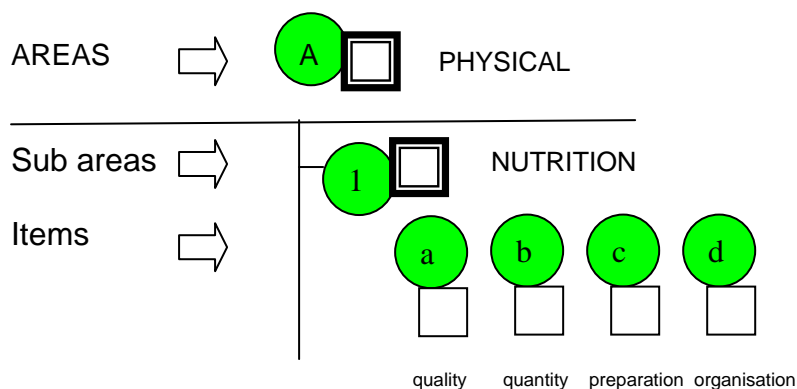 AREAS A PHYSICAL
Sub areas 1 NUTRITION
Items
a b c d
quality quantity preparation organisation